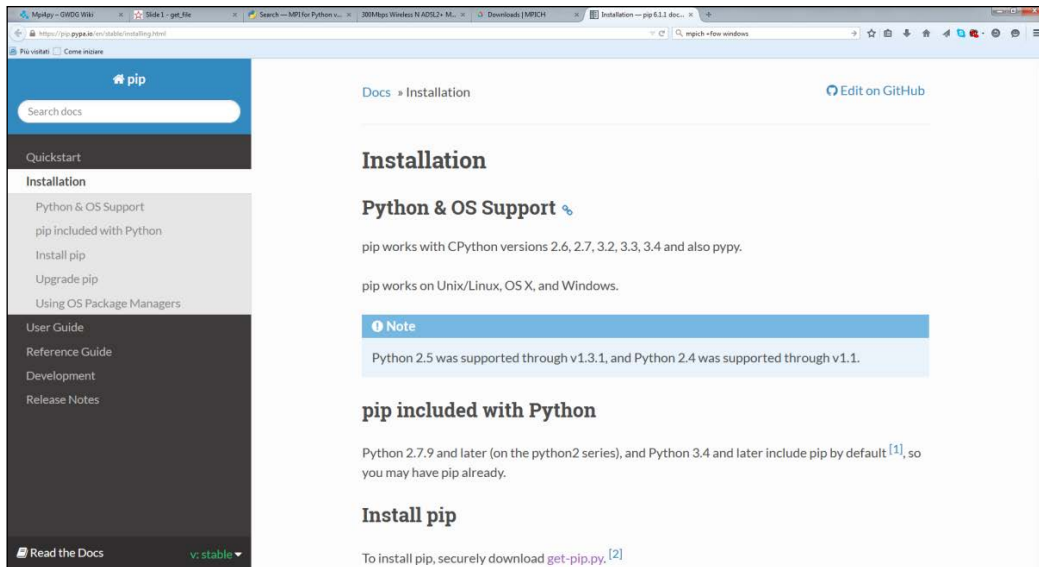 Mpi4py – GWDG Wiki
Slide 1 - get_file
Search — MPI for Python v...
300Mbps Wireless N ADSL2+ M...
Downloads | MPICH
Installation — pip 6.1.1 doc...
https://pip.pypa.io/en/stable/installing.html
mpich +few windows
Più visitati
Come iniziare
pip
Search docs
Docs » Installation
Edit on GitHub
Quickstart
Installation
Python & OS Support
pip included with Python
Install pip
Upgrade pip
Using OS Package Managers
User Guide
Reference Guide
Development
Release Notes
Read the Docs
v: stable
Installation
Python & OS Support
pip works with CPython versions 2.6, 2.7, 3.2, 3.3, 3.4 and also pypy.
pip works on Unix/Linux, OS X, and Windows.
Note
Python 2.5 was supported through v1.3.1, and Python 2.4 was supported through v1.1.
pip included with Python
Python 2.7.9 and later (on the python2 series), and Python 3.4 and later include pip by default [1], so
you may have pip already.
Install pip
To install pip, securely download get-pip.py. [2]